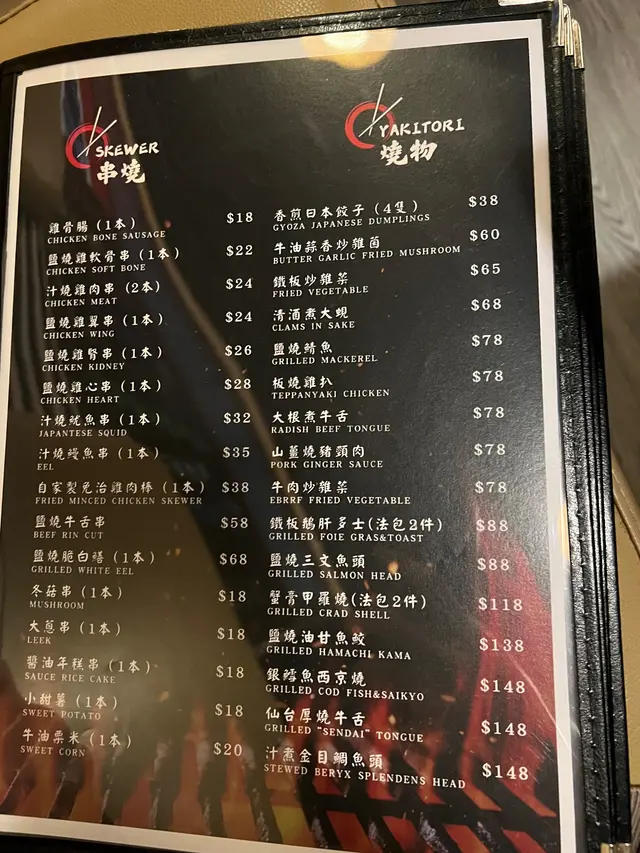 SKEWER
串燒
雞骨腸 (1本) $18
CHICKEN BONE SAUSAGE
鹽燒雞軟骨串 (1本) $22
CHICKEN SOFT BONE
汁燒雞肉串 (2本) $24
CHICKEN MEAT
鹽燒雞翼串 (1本) $24
CHICKEN WING
鹽燒雞腎串 (1本) $26
CHICKEN KIDNEY
鹽燒雞心串 (1本) $28
CHICKEN HEART
汁燒魷魚串 (1本) $32
JAPANTESE SQUID
汁燒鰻魚串 (1本) $35
EEL
自家製免治雞肉棒 (1本) $38
FRIED MINCED CHICKEN SKEWER
鹽燒牛舌串 $58
BEEF RIN CUT
鹽燒脆白鱔 (1本) $68
GRILLED WHITE EEL
冬菇串 (1本) $18
MUSHROOM
大蔥串 (1本) $18
LEEK
醬油年糕串 (1本) $18
SAUCE RICE CAKE
小甜薯 (1本) $18
SWEET POTATO
牛油粟米 (1本) $20
SWEET CORN
YAKITORI
燒物
香煎日本餃子 (4隻) $38
GYOZA JAPANESE DUMPLINGS
牛油蒜香炒雜菌 $60
BUTTER GARLIC FRIED MUSHROOM
鐵板炒雜菜 $65
FRIED VEGETABLE
清酒煮大蜆 $68
CLAMS IN SAKE
鹽燒鯖魚 $78
GRILLED MACKEREL
板燒雞扒 $78
TEPPANYAKI CHICKEN
大根煮牛舌 $78
RADISH BEEF TONGUE
山薑燒豬頸肉 $78
PORK GINGER SAUCE
牛肉炒雜菜 $78
EBRRF FRIED VEGETABLE
鐵板鵝肝多士(法包2件) $88
GRILLED FOIE GRAS&TOAST
鹽燒三文魚頭 $88
GRILLED SALMON HEAD
蟹膏甲羅燒(法包2件) $118
GRILLED CRAD SHELL
鹽燒油甘魚鮫 $138
GRILLED HAMACHI KAMA
銀鱈魚西京燒 $148
GRILLED COD FISH&SAIKYO
仙台厚燒牛舌 $148
GRILLED "SENDAI" TONGUE
汁煮金目鯛魚頭 $148
STEWED BERYX SPLENDENS HEAD